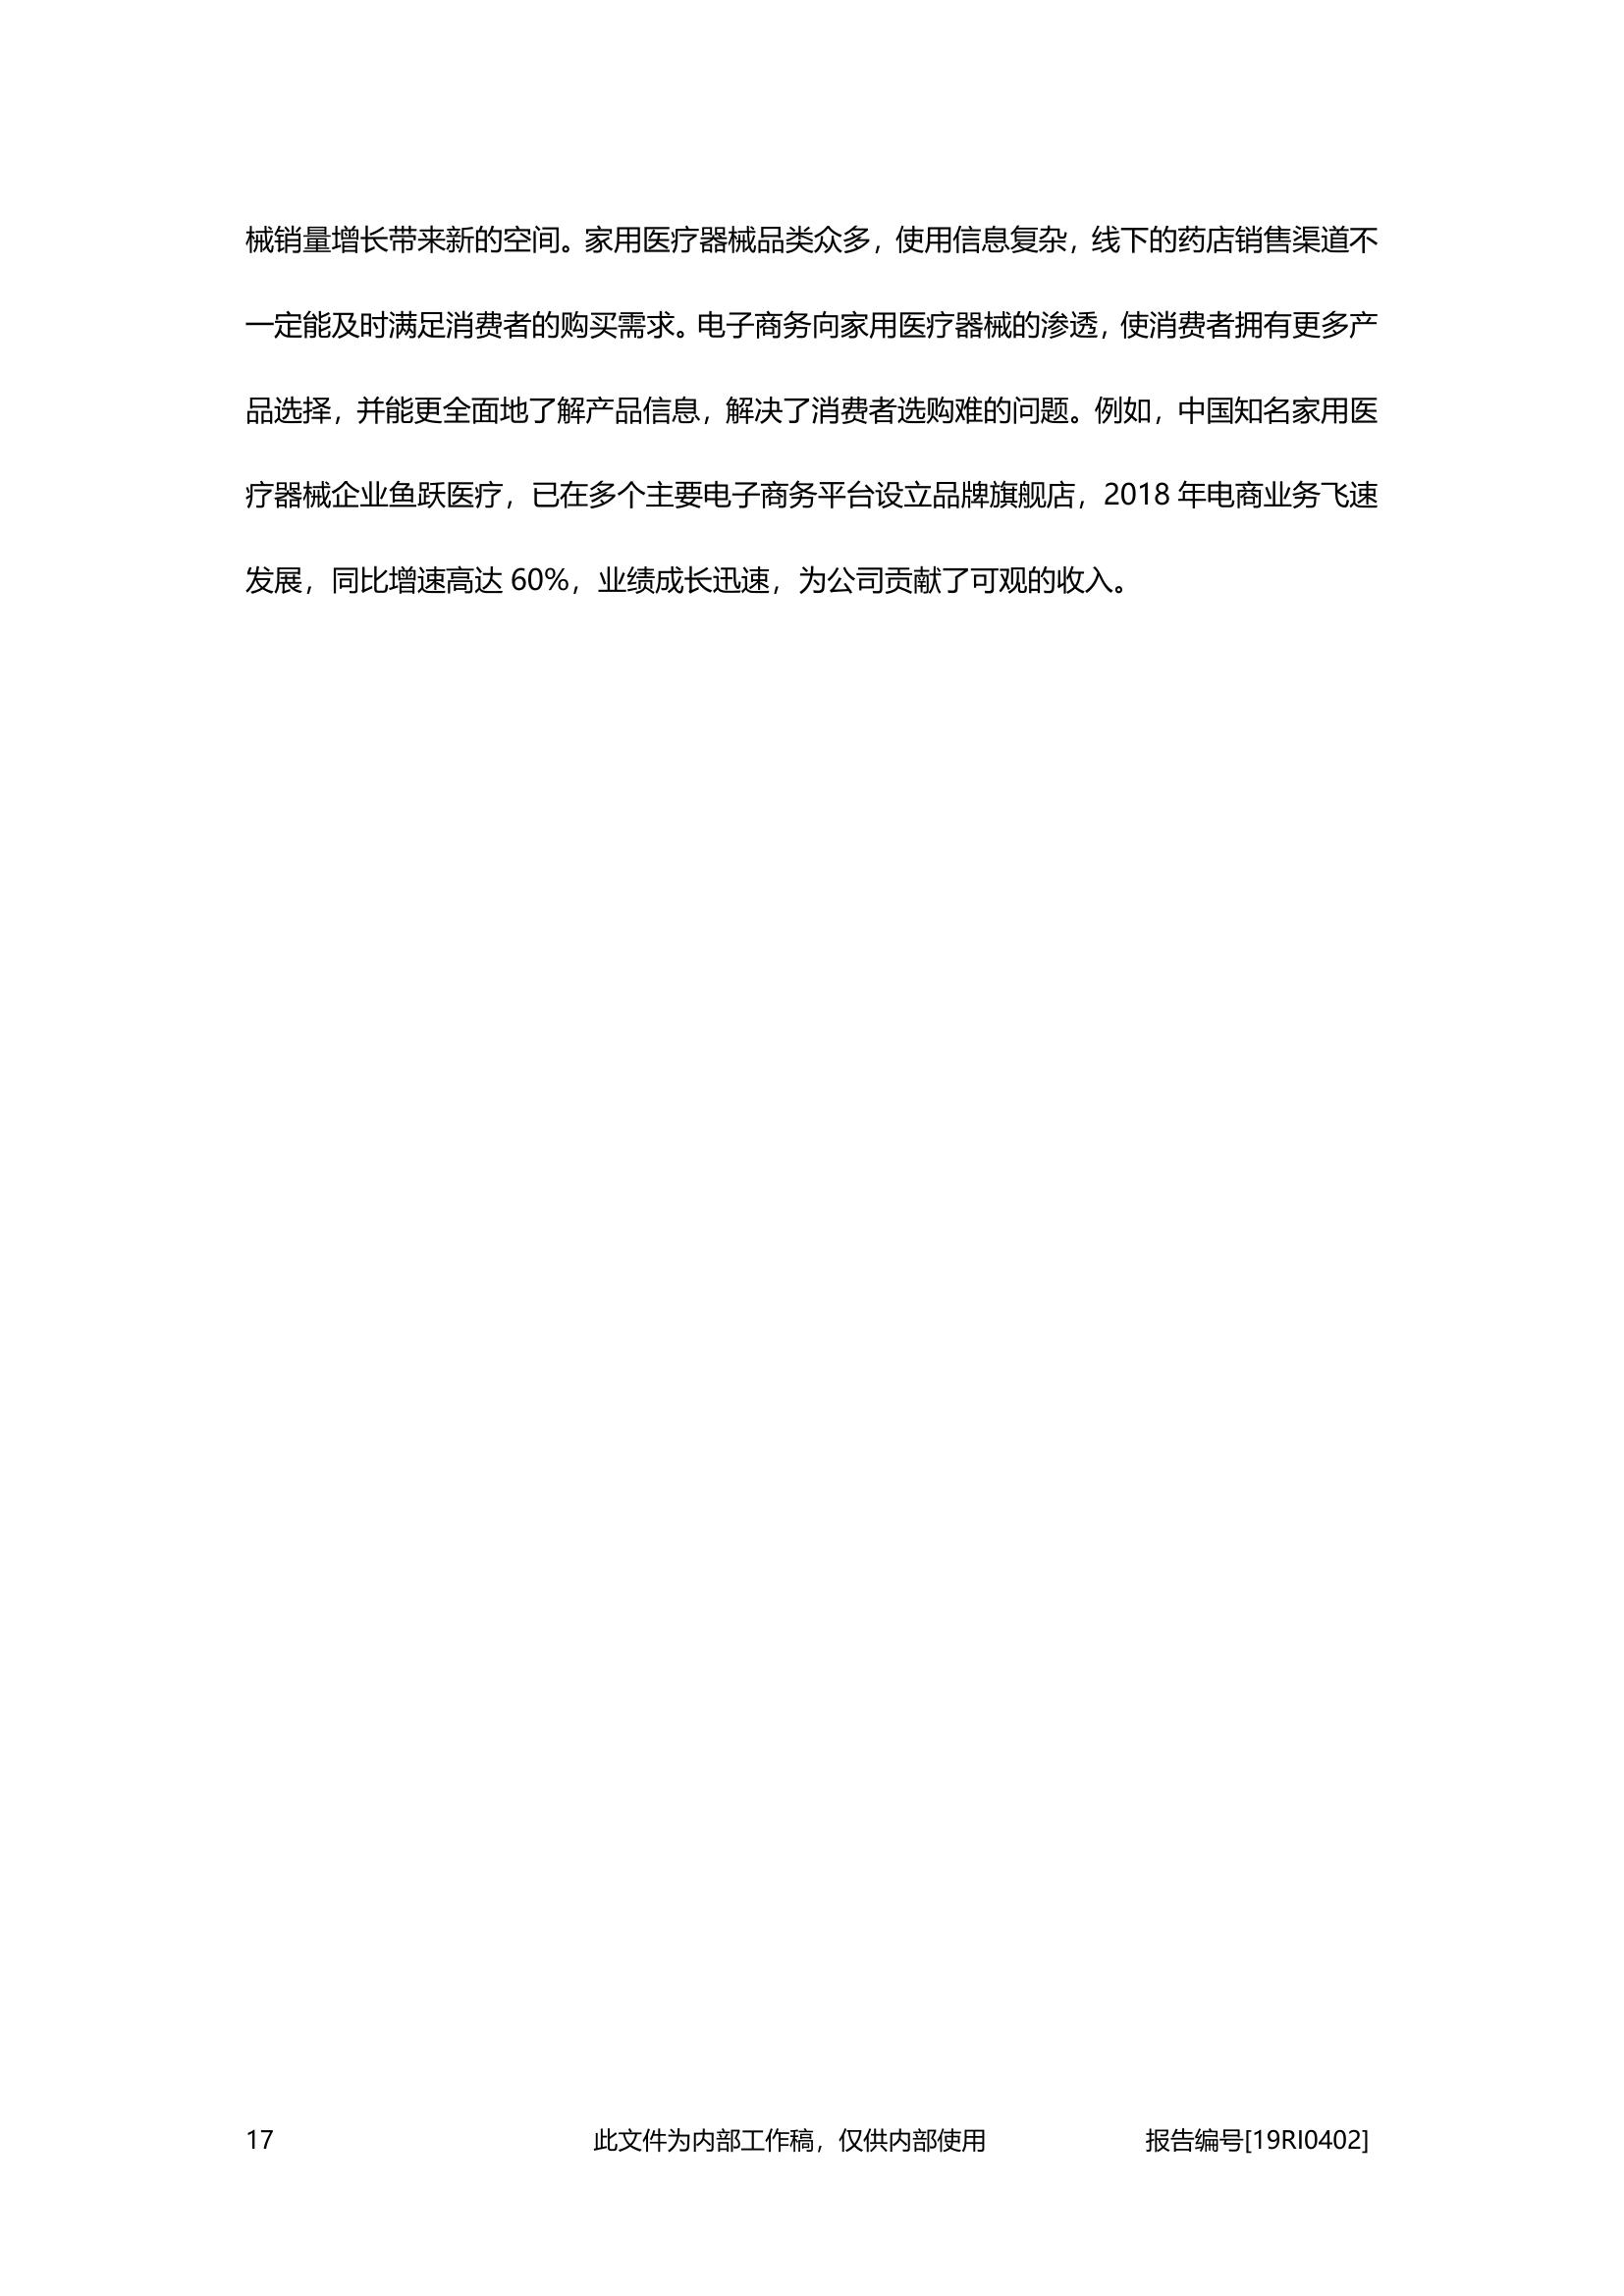 械销量增长带来新的空间。家用医疗器械品类众多，使用信息复杂，线下的药店销售渠道不
一定能及时满足消费者的购买需求。电子商务向家用医疗器械的渗透，使消费者拥有更多产
品选择，并能更全面地了解产品信息，解决了消费者选购难的问题。例如，中国知名家用医
疗器械企业鱼跃医疗，已在多个主要电子商务平台设立品牌旗舰店，2018 年电商业务飞速
发展，同比增速高达 60%，业绩成长迅速，为公司贡献了可观的收入。
17 此文件为内部工作稿，仅供内部使用 报告编号[19RI0402]